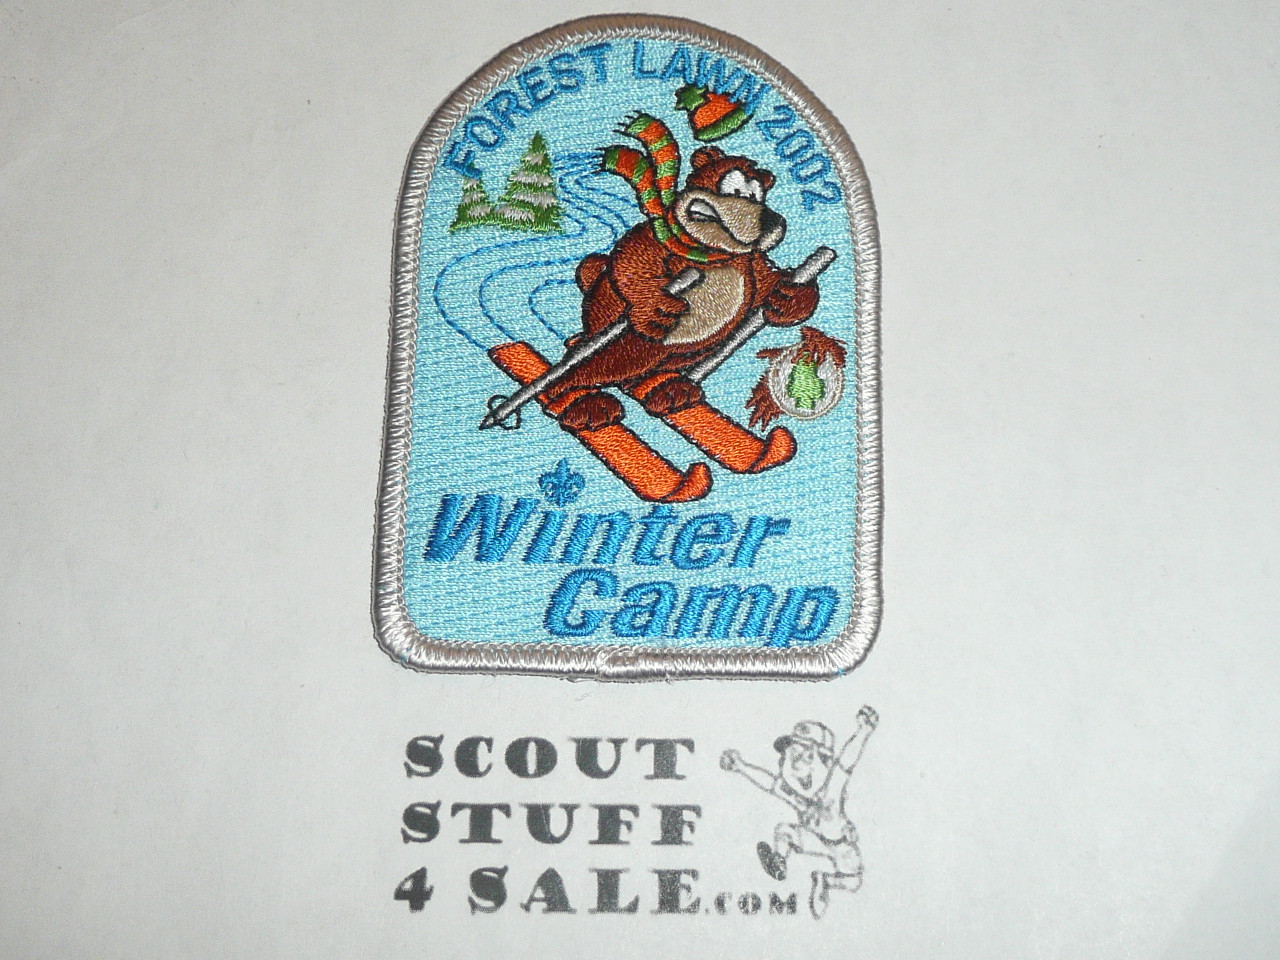 FOREST LAWN 2002
Winter
Camp
SCOUT
STUFF
4 SALE.COM